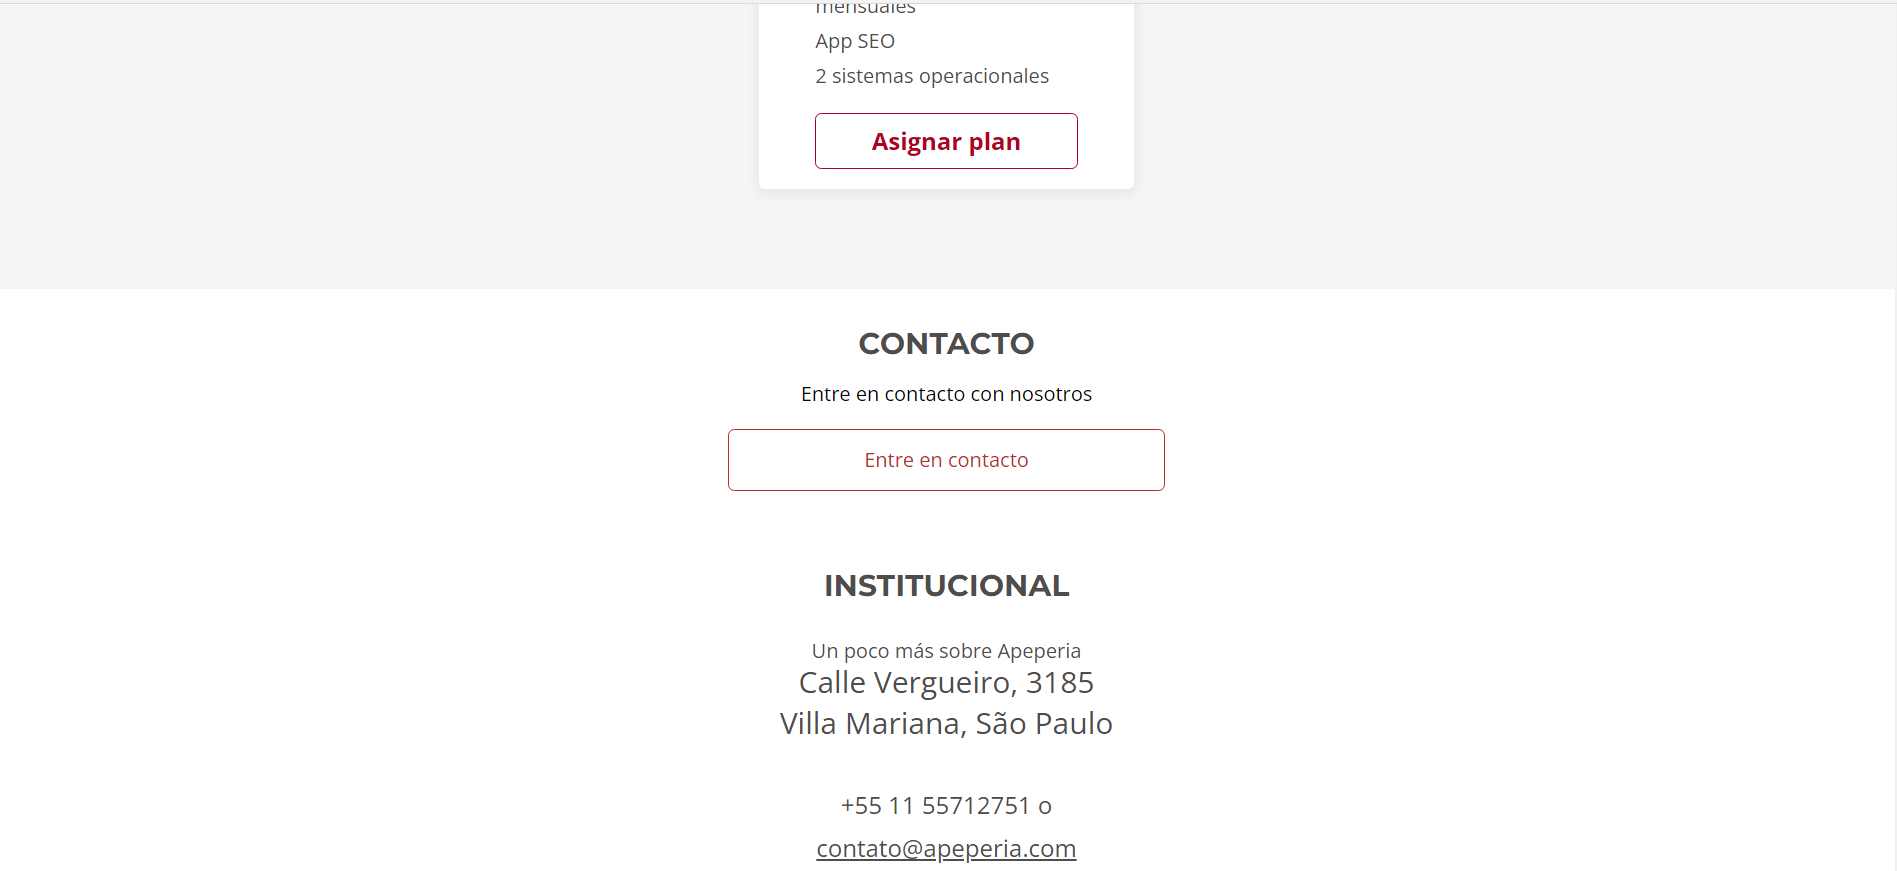 mensuales
App SEO
2 sistemas operacionales
Asignar plan
CONTACTO
Entre en contacto con nosotros
Entre en contacto
INSTITUCIONAL
Un poco más sobre Apeperia
Calle Vergueiro, 3185
Villa Mariana, São Paulo
+55 11 55712751 o
contato@apeperia.com